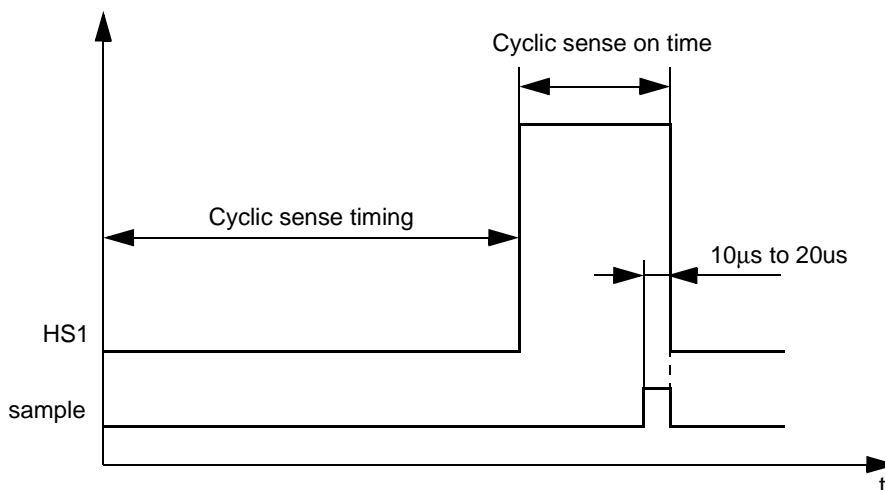 Cyclic sense on time
Cyclic sense timing
10μs to 20us
HS1
sample
t